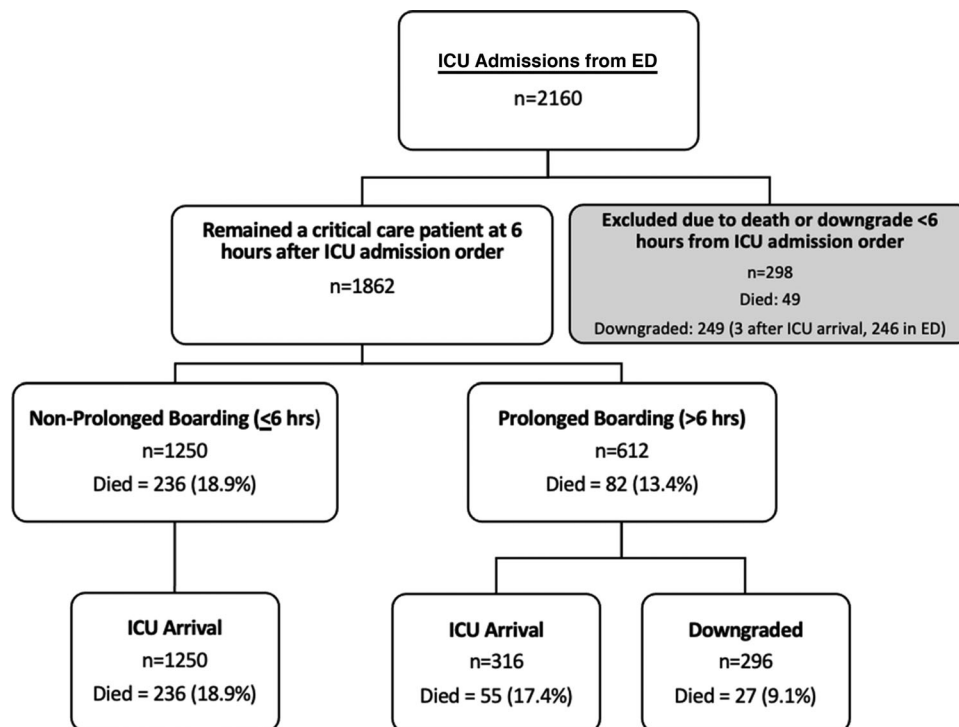 ICU Admissions from ED
n=2160
Remained a critical care patient at 6
hours after ICU admission order
n=1862
Excluded due to death or downgrade <6
hours from ICU admission order
n=298
Died: 49
Downgraded: 249 (3 after ICU arrival, 246 in ED)
Non-Prolonged Boarding (≤6 hrs)
n=1250
Died = 236 (18.9%)
Prolonged Boarding (>6 hrs)
n=612
Died = 82 (13.4%)
ICU Arrival
n=1250
Died = 236 (18.9%)
ICU Arrival
n=316
Died = 55 (17.4%)
Downgraded
n=296
Died = 27 (9.1%)